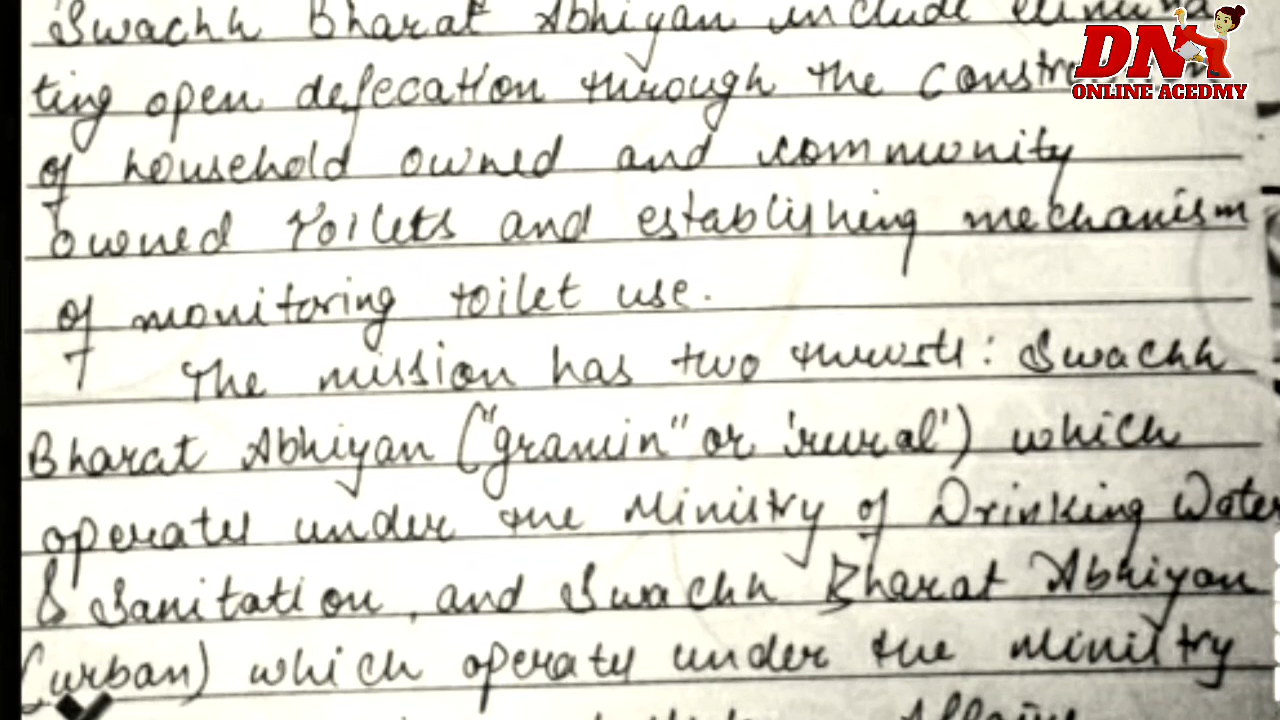 Swachh Bharat Abhiyan include elimina
ting open defecation through the Constr
of household owned and community
owned toilets and establishing mechanism
of monitoring toilet use.
The mission has two thrusts: Swachh
Bharat Abhiyan ("gramin" or 'rural') which
operates under the Ministry of Drinking Water
& Sanitation, and Swachh Bharat Abhiyan
(urban) which operates under the Ministry
Affairs
DNA
ONLINE ACEDMY